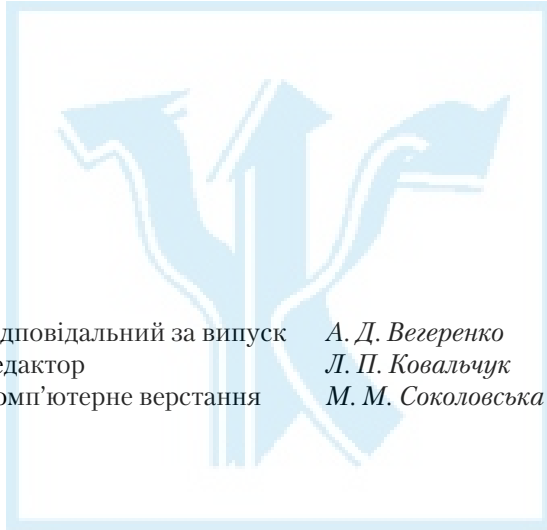 дповідальний за випуск А. Д. Вегеренко
едактор Л. П. Ковальчук
омп’ютерне верстання М. М. Соколовська